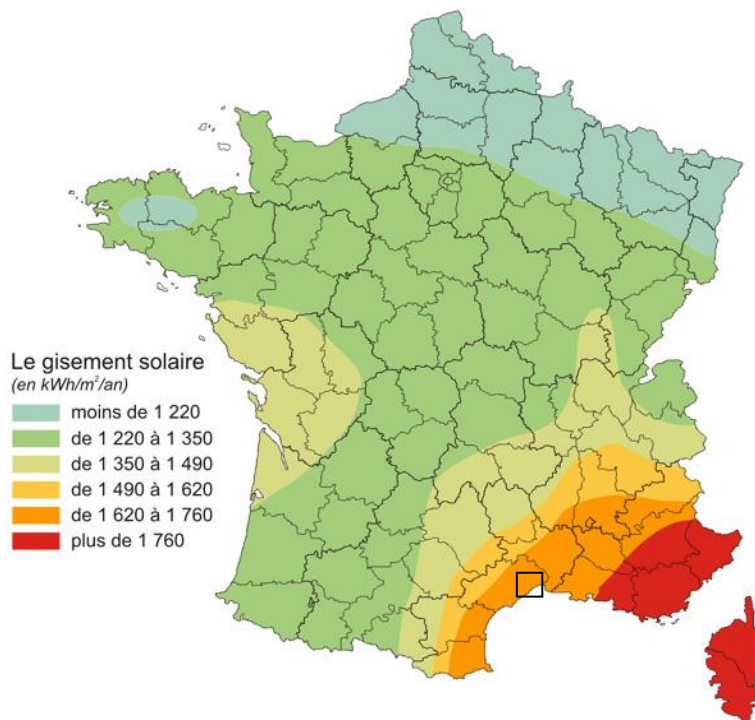 Le gisement solaire
(en kWh/m²/an)
moins de 1 220
de 1 220 à 1 350
de 1 350 à 1 490
de 1 490 à 1 620
de 1 620 à 1 760
plus de 1 760